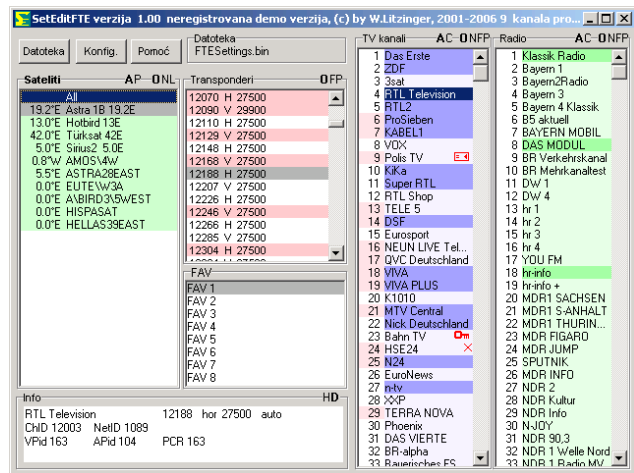 SetEditFTE verzija 1.00 neregistrovana demo verzija, (c) by W.Litzinger, 2001-2006 9 kanala pro...
Datoteka
Konfig.
Pomoć
Datoteka
FTESettings.bin
Sateliti AP ONL
All
19.2°E Astra 1B 19.2E
13.0°E Hotbird 13E
42.0°E Türksat 42E
5.0°E Sirius2 5.0E
0.8°W AMOS\4W
5.5°E ASTRA28EAST
0.0°E EUTE\W3A
0.0°E A\BIRD3\5WEST
0.0°E HISPASAT
0.0°E HELLAS39EAST
Transponderi OFP
12070 H 27500
12090 V 29900
12110 H 27500
12129 V 27500
12148 H 27500
12168 V 27500
12188 H 27500
12207 V 27500
12226 H 27500
12246 V 27500
12266 H 27500
12285 V 27500
12304 H 27500
FAV
FAV 1
FAV 2
FAV 3
FAV 4
FAV 5
FAV 6
FAV 7
FAV 8
TV kanali AC-ONFP
1 Das Erste
2 ZDF
3 3sat
4 RTL Television
5 RTL2
6 ProSieben
7 KABEL1
8 VOX
9 Polis TV
10 KiKa
11 Super RTL
12 RTL Shop
13 TELE 5
14 DSF
15 Eurosport
16 NEUN LIVE Tel...
17 QVC Deutschland
18 VIVA
19 VIVA PLUS
20 K1010
21 MTV Central
22 Nick Deutschland
23 Bahn TV
24 HSE24
25 N24
26 EuroNews
27 n-tv
28 XXP
29 TERRA NOVA
30 Phoenix
31 DAS VIERTE
32 BR-alpha
33 Bayerisches FS
Radio AC-ONFP
1 Klassik Radio
2 Bayern 1
3 Bayern2Radio
4 Bayern 3
5 Bayern 4 Klassik
6 B5 aktuell
7 BAYERN MOBIL
8 DAS MODUL
9 BR Verkehrskanal
10 BR Mehrkanaltest
11 DW 1
12 DW 4
13 hr 1
14 hr 2
15 hr 3
16 hr 4
17 YOU FM
18 hr-info
19 hr-info +
20 MDR1 SACHSEN
21 MDR1 S-ANHALT
22 MDR1 THURIN...
23 MDR FIGARO
24 MDR JUMP
25 SPUTNIK
26 MDR INFO
27 NDR 2
28 NDR Kultur
29 NDR Info
30 N-JOY
31 NDR 90,3
32 NDR 1 Welle Nord
33 NDR 1 Radio MV
Info HD
RTL Television 12188 hor 27500 auto
ChID 12003 NetID 1089
VPid 163 APid 104 PCR 163